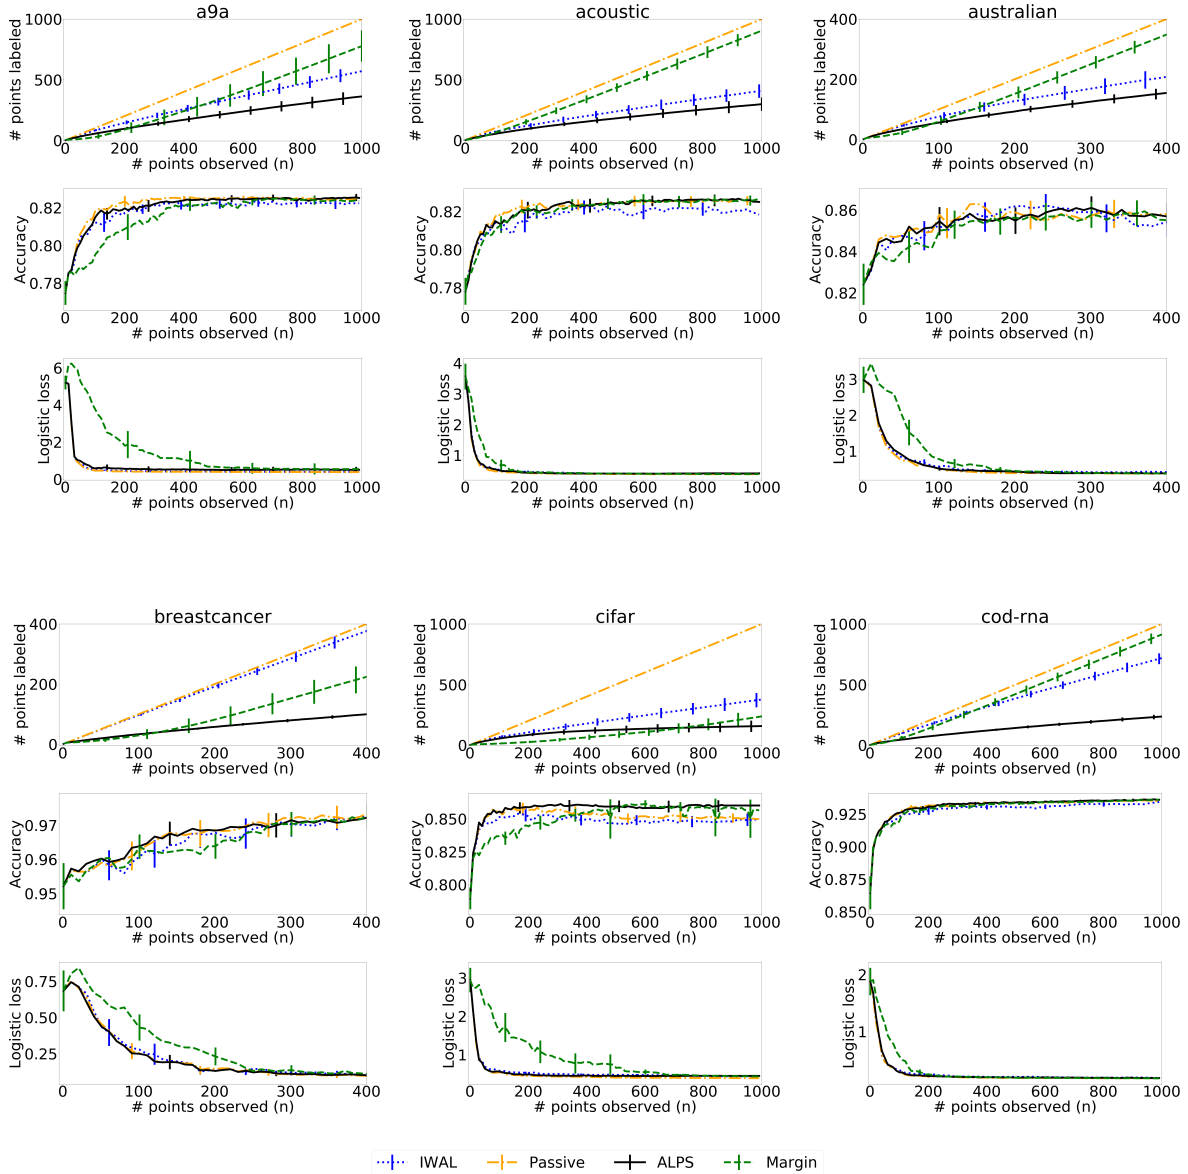 a9a
acoustic
australian
# points labeled
1000
500
0
0 200 400 600 800 1000
# points observed (n)
# points labeled
1000
500
0
0 200 400 600 800 1000
# points observed (n)
# points labeled
400
200
0
0 100 200 300 400
# points observed (n)
Accuracy
0.82
0.80
0.78
0 200 400 600 800 1000
# points observed (n)
Accuracy
0.82
0.80
0.78
0 200 400 600 800 1000
# points observed (n)
Accuracy
0.86
0.84
0.82
0 100 200 300 400
# points observed (n)
Logistic loss
6
4
2
0
0 200 400 600 800 1000
# points observed (n)
Logistic loss
4
3
2
1
0 200 400 600 800 1000
# points observed (n)
Logistic loss
3
2
1
0 100 200 300 400
# points observed (n)
breastcancer
cifar
cod-rna
# points labeled
400
200
0
0 100 200 300 400
# points observed (n)
# points labeled
1000
500
0
0 200 400 600 800 1000
# points observed (n)
# points labeled
1000
500
0
0 200 400 600 800 1000
# points observed (n)
Accuracy
0.97
0.96
0.95
0 100 200 300 400
# points observed (n)
Accuracy
0.850
0.825
0.800
0 200 400 600 800 1000
# points observed (n)
Accuracy
0.925
0.900
0.875
0.850
0 200 400 600 800 1000
# points observed (n)
Logistic loss
0.75
0.50
0.25
0 100 200 300 400
# points observed (n)
Logistic loss
3
2
1
0 200 400 600 800 1000
# points observed (n)
Logistic loss
2
1
0 200 400 600 800 1000
# points observed (n)
IWAL Passive ALPS Margin